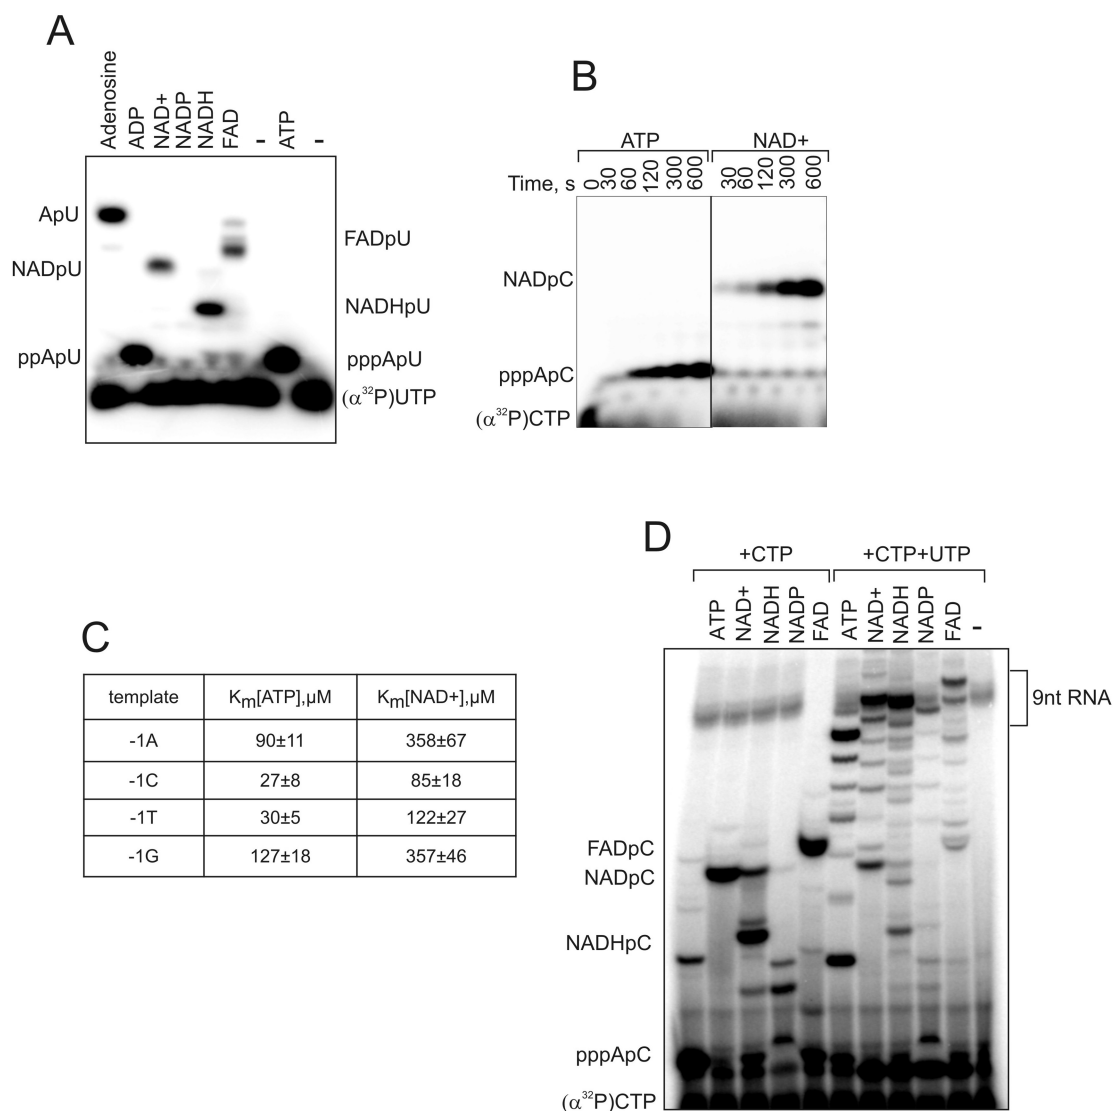 A
Adenosine
ADP
NAD+
NADP
NADH
FAD
-
ATP
-
ApU
NADpU
ppApU
FADpU
NADHpU
pppApU
(α³²P)UTP
B
ATP NAD+
Time, s 0 30 60 120 300 600 30 60 120 300 600
NADpC
pppApC
(α³²P)CTP
C
template Km[ATP],µM Km[NAD+],µM
-1A 90±11 358±67
-1C 27±8 85±18
-1T 30±5 122±27
-1G 127±18 357±46
D
+CTP +CTP+UTP
ATP
NAD+
NADH
NADP
FAD
ATP
NAD+
NADH
NADP
FAD
-
9nt RNA
FADpC
NADpC
NADHpC
pppApC
(α³²P)CTP